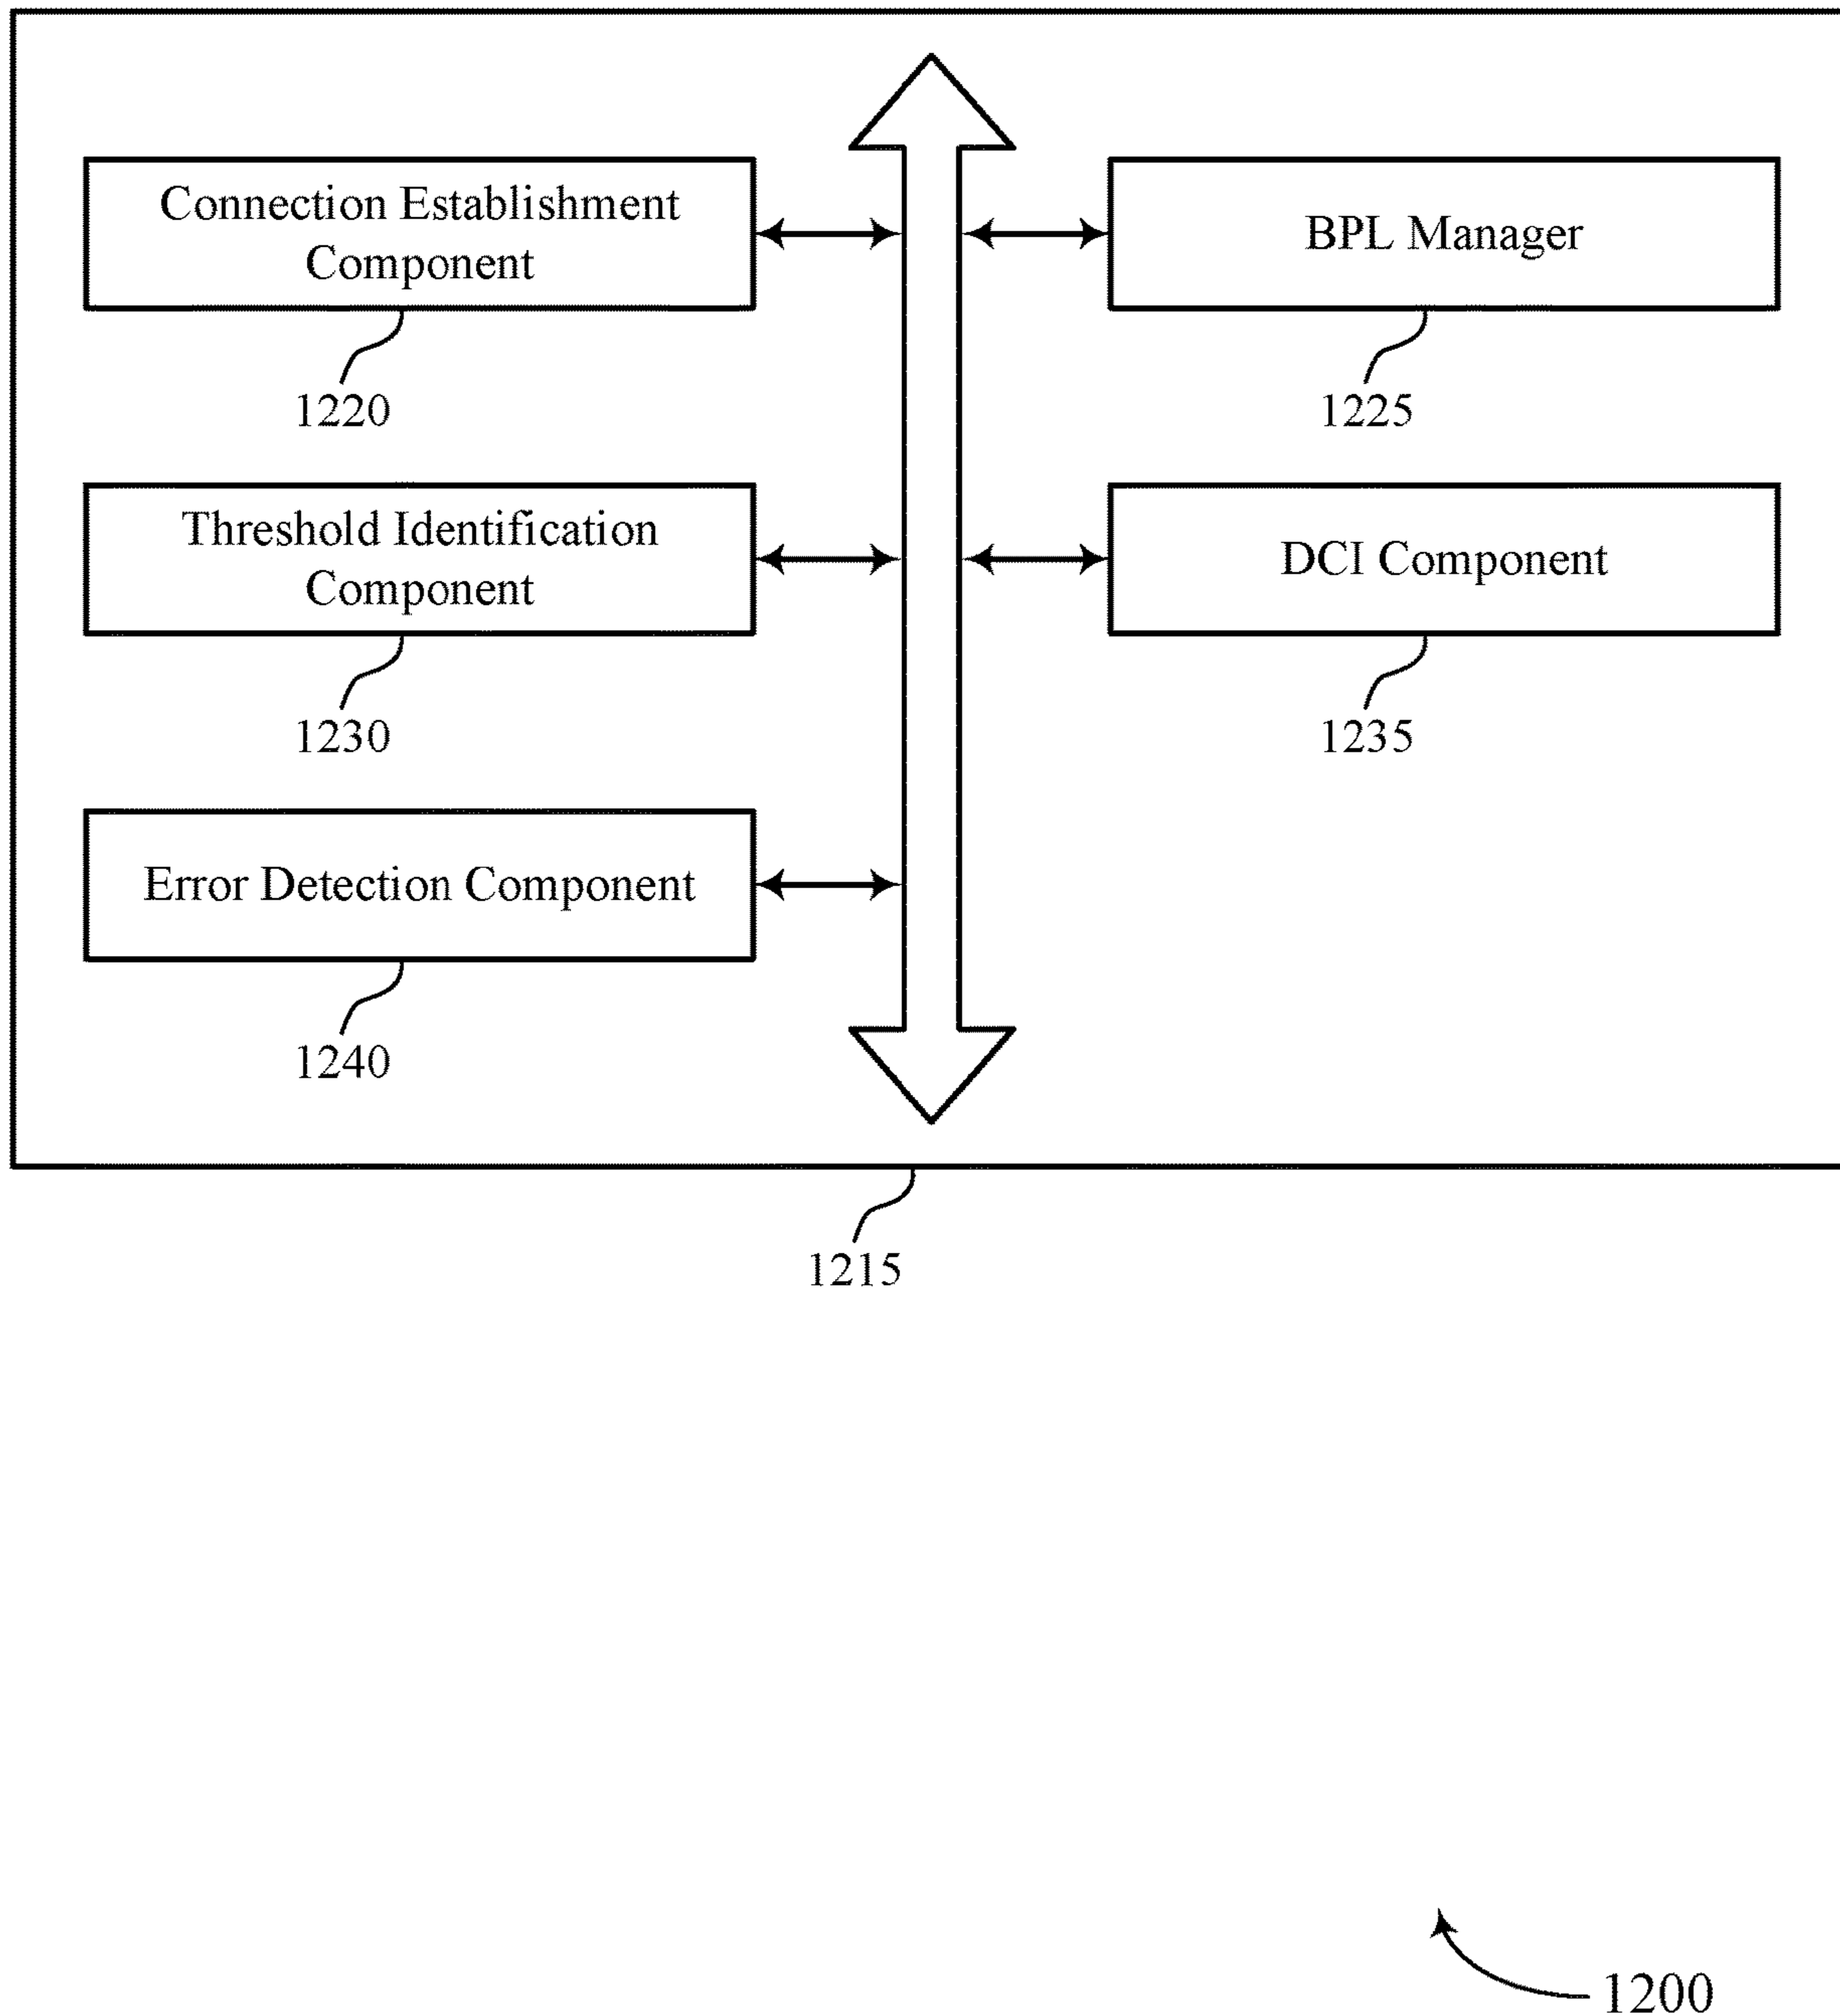 Connection Establishment
Component
1220
BPL Manager
1225
Threshold Identification
Component
1230
DCI Component
1235
Error Detection Component
1240
1215
1200